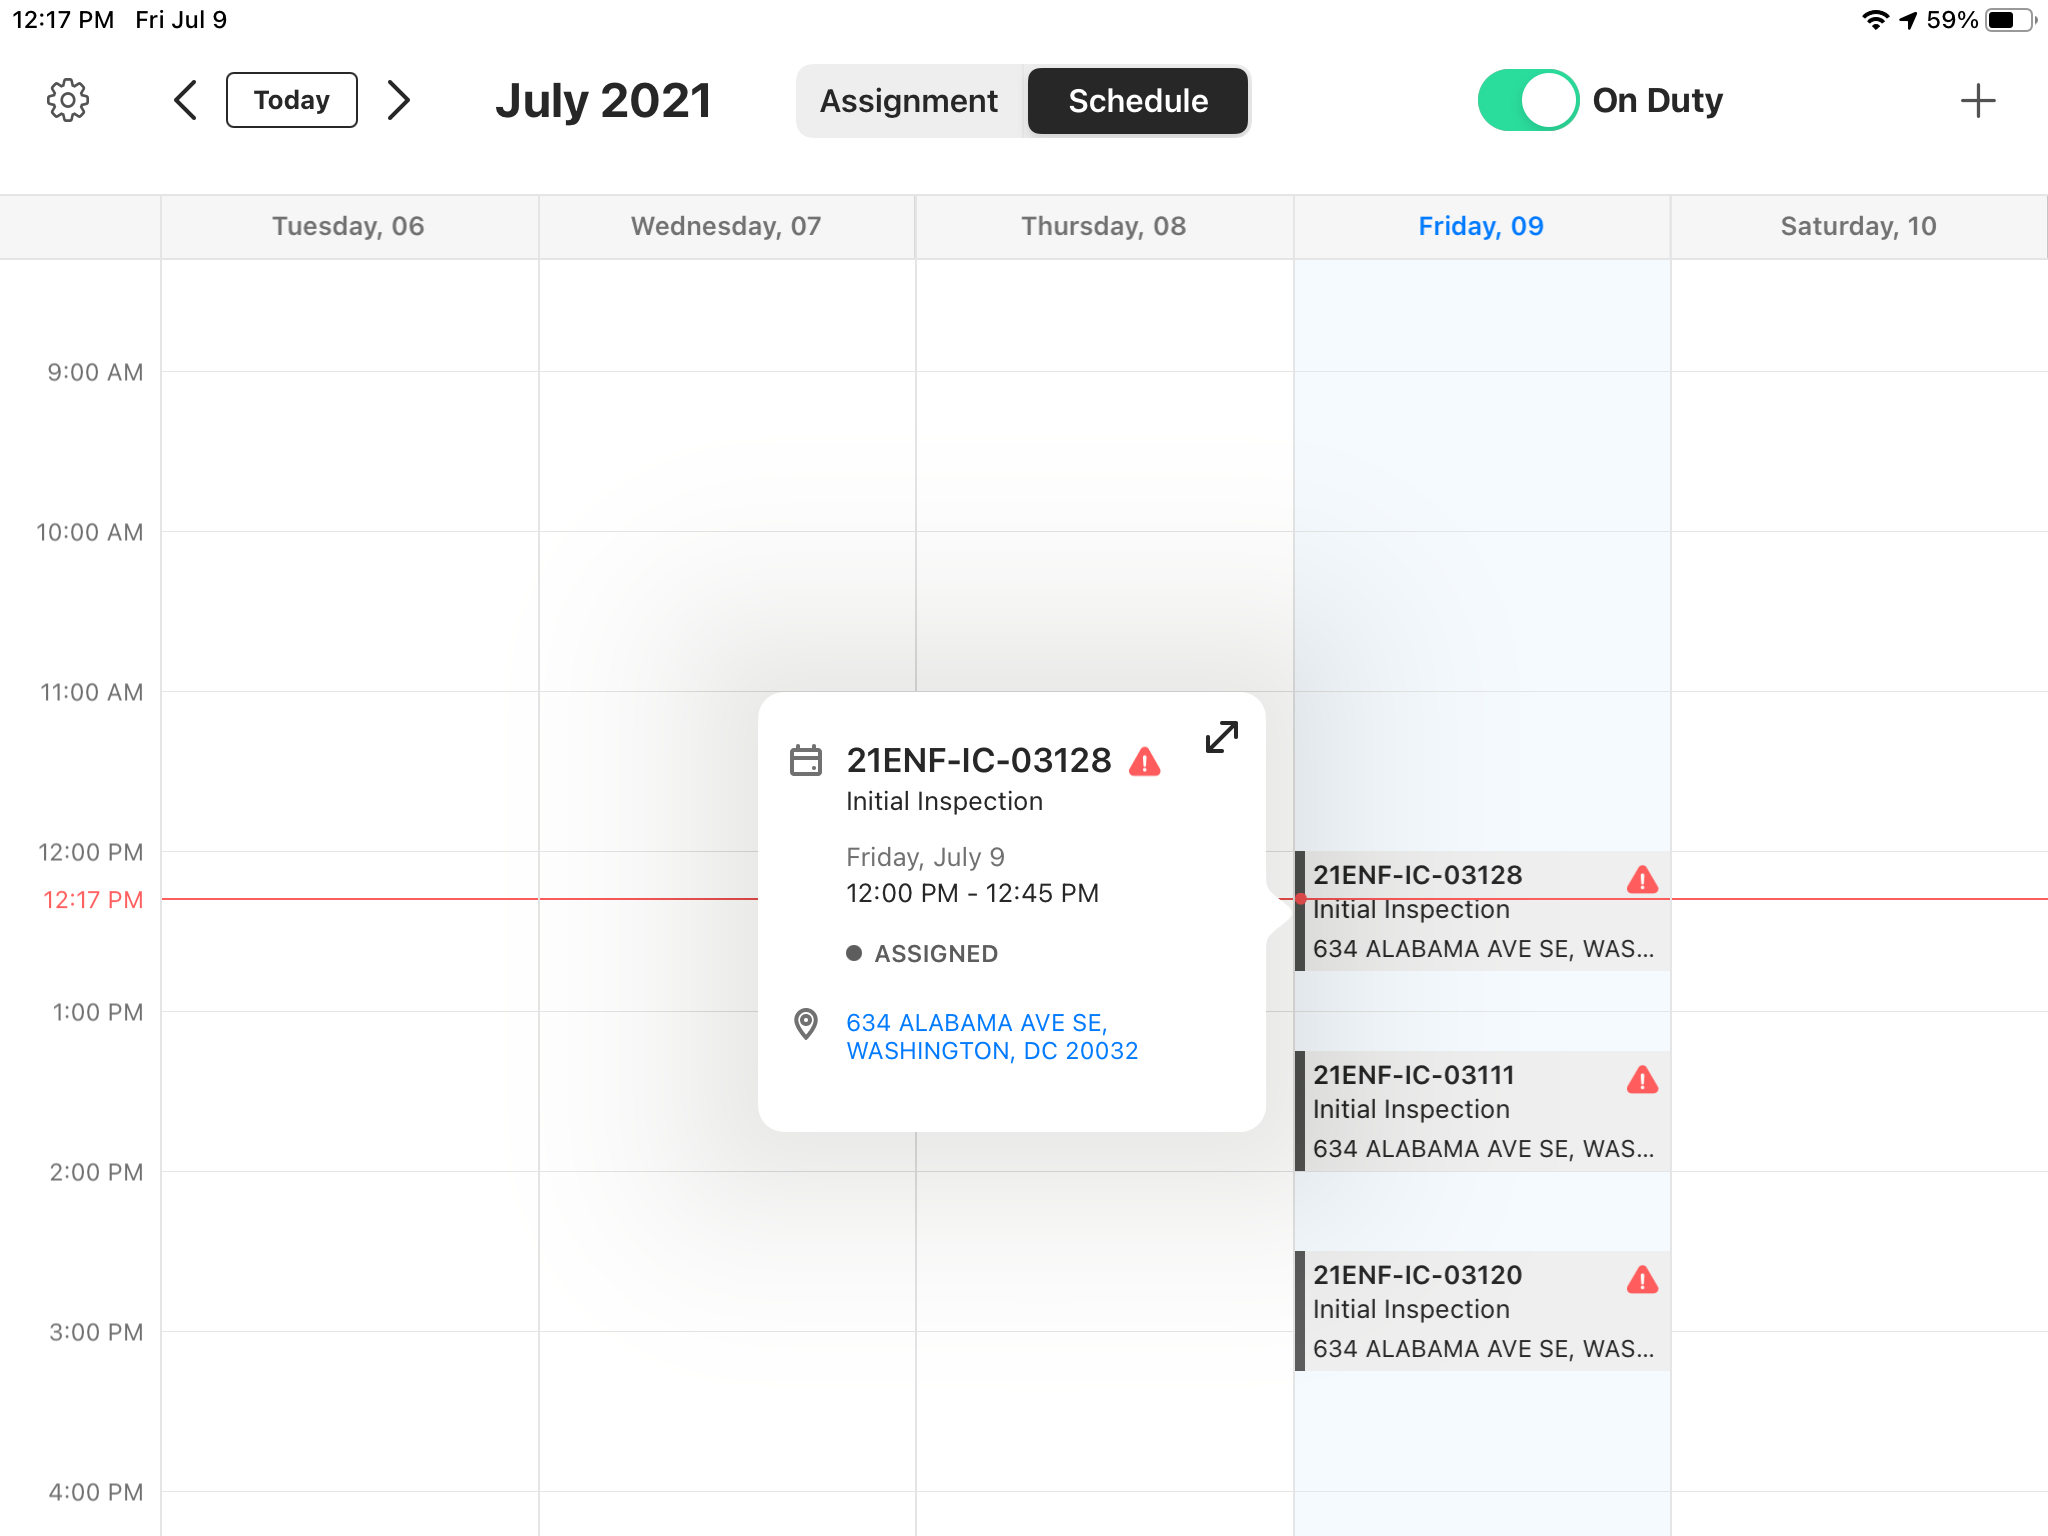 12:17 PM Fri Jul 9
59%
Today
July 2021
Assignment
Schedule
On Duty
Tuesday, 06
Wednesday, 07
Thursday, 08
Friday, 09
Saturday, 10
9:00 AM
10:00 AM
11:00 AM
12:00 PM
12:17 PM
1:00 PM
2:00 PM
3:00 PM
4:00 PM
21ENF-IC-03128
Initial Inspection
Friday, July 9
12:00 PM - 12:45 PM
ASSIGNED
634 ALABAMA AVE SE,
WASHINGTON, DC 20032
21ENF-IC-03128
Initial Inspection
634 ALABAMA AVE SE, WAS...
21ENF-IC-03111
Initial Inspection
634 ALABAMA AVE SE, WAS...
21ENF-IC-03120
Initial Inspection
634 ALABAMA AVE SE, WAS...